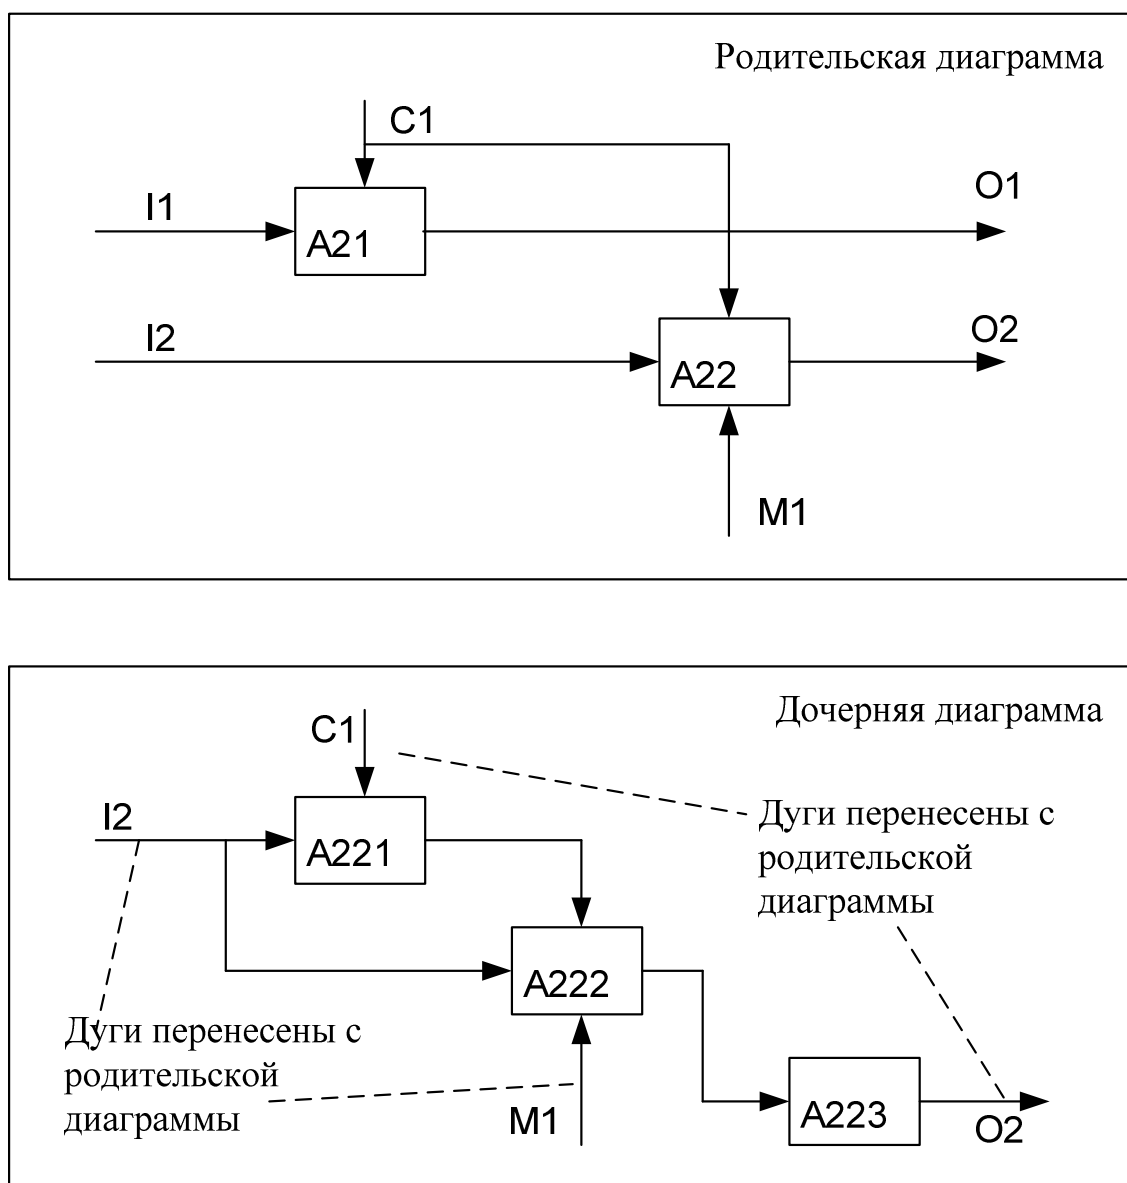 Родительская диаграмма
C1
I1
O1
A21
I2
O2
A22
M1
Дочерняя диаграмма
C1
I2
Дуги перенесены с
родительской
диаграммы
A221
A222
Дуги перенесены с
родительской
диаграммы
M1
A223
O2